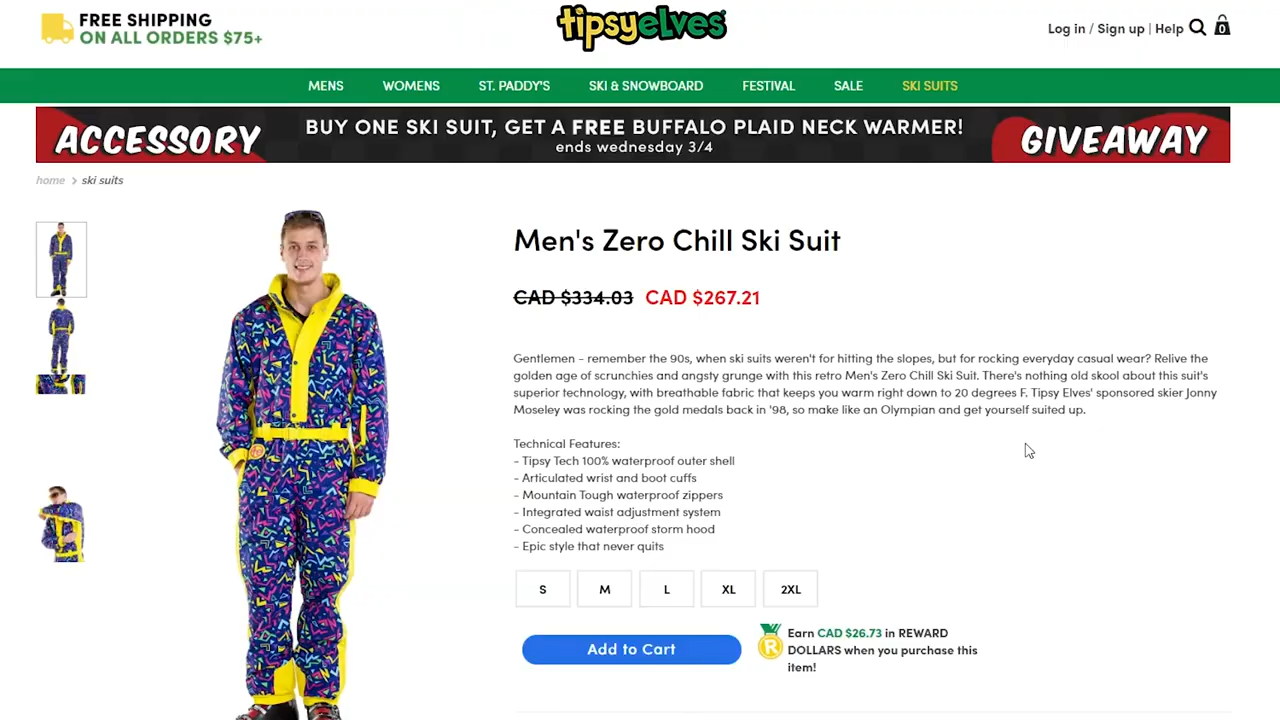 FREE SHIPPING
ON ALL ORDERS $75+
tipsyelves
Log in / Sign up | Help
0
MENS WOMENS ST. PADDY'S SKI & SNOWBOARD FESTIVAL SALE SKI SUITS
ACCESSORY
BUY ONE SKI SUIT, GET A FREE BUFFALO PLAID NECK WARMER!
ends wednesday 3/4
GIVEAWAY
home > ski suits
Men's Zero Chill Ski Suit
CAD $334.03 CAD $267.21
Gentlemen - remember the 90s, when ski suits weren't for hitting the slopes, but for rocking everyday casual wear? Relive the
golden age of scrunchies and angsty grunge with this retro Men's Zero Chill Ski Suit. There's nothing old skool about this suit's
superior technology, with breathable fabric that keeps you warm right down to 20 degrees F. Tipsy Elves' sponsored skier Jonny
Moseley was rocking the gold medals back in '98, so make like an Olympian and get yourself suited up.
Technical Features:
- Tipsy Tech 100% waterproof outer shell
- Articulated wrist and boot cuffs
- Mountain Tough waterproof zippers
- Integrated waist adjustment system
- Concealed waterproof storm hood
- Epic style that never quits
S M L XL 2XL
Add to Cart
R
Earn CAD $26.73 in REWARD
DOLLARS when you purchase this
item!